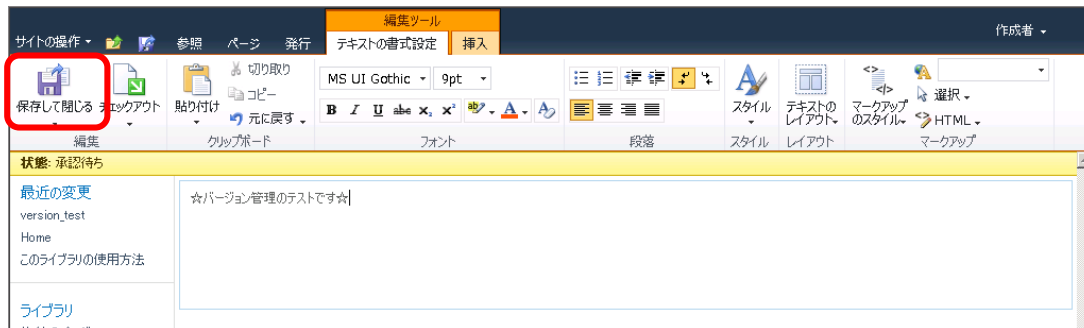 編集ツール
サイトの操作 参照 ページ 発行 テキストの書式設定 挿入 作成者
保存して閉じる チェックアウト 貼り付け 切り取り コピー 元に戻す
MS UI Gothic 9pt
B I U abc x₂ x² ab A A
スタイル テキストのレイアウト マークアップのスタイル 選択 HTML
編集 クリップボード フォント 段落 スタイル レイアウト マークアップ
状態: 承認待ち
最近の変更
version_test
Home
このライブラリの使用方法
ライブラリ
☆バージョン管理のテストです☆